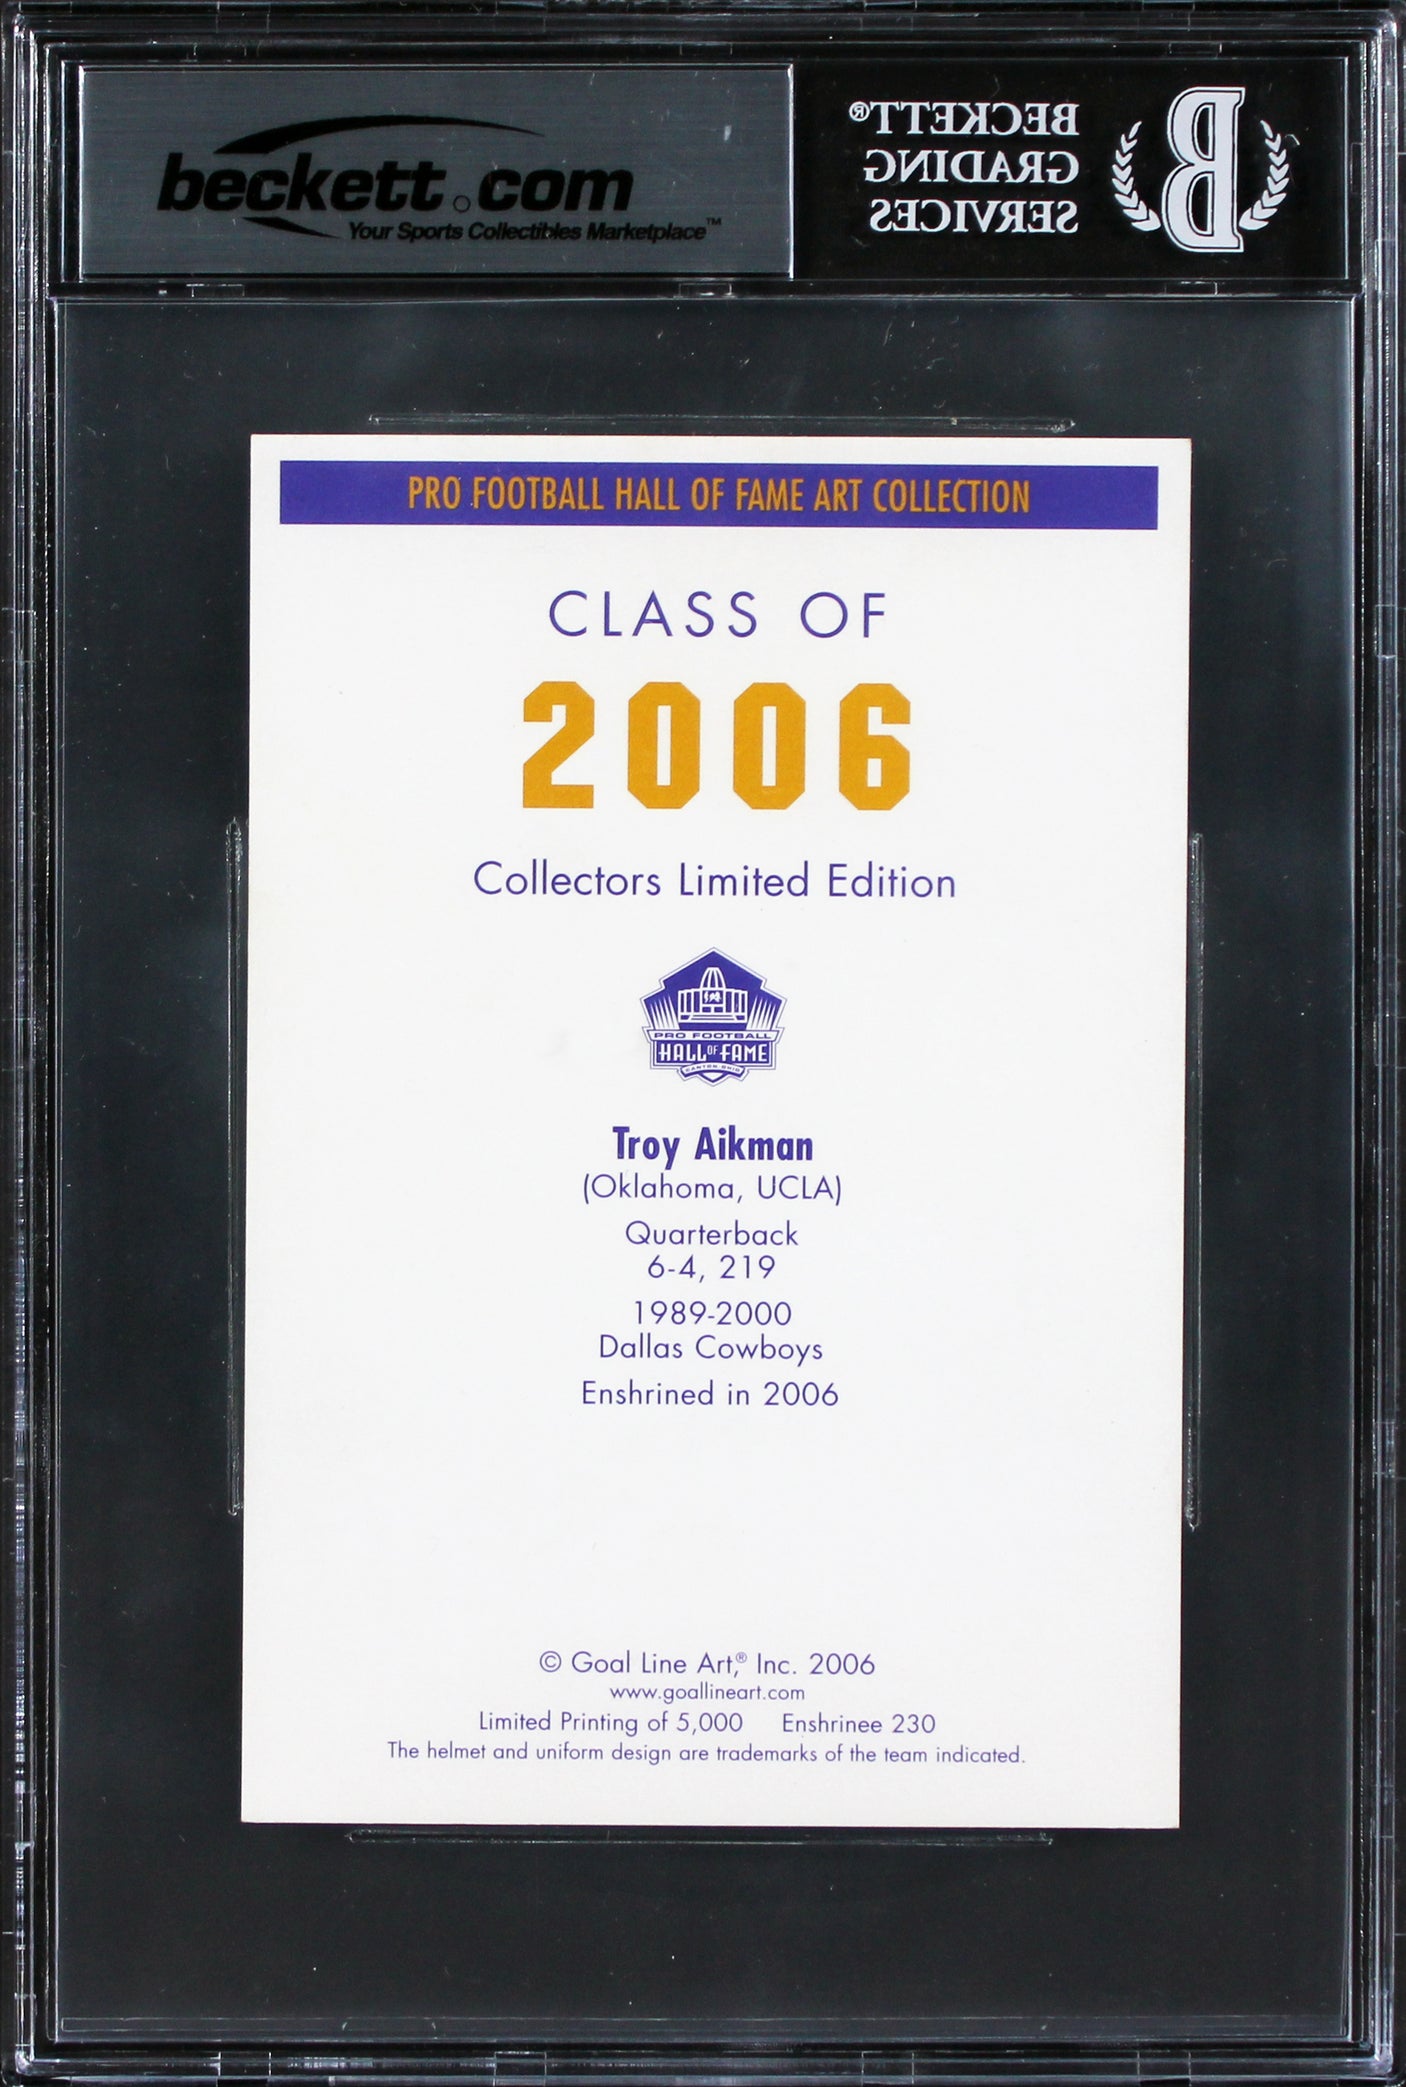 beckett.com
Your Sports Collectibles Marketplace™
BECKETT®
GRADING
SERVICES
B
PRO FOOTBALL HALL OF FAME ART COLLECTION
CLASS OF
2006
Collectors Limited Edition
PRO FOOTBALL
HALL OF FAME
CANTON OHIO
Troy Aikman
(Oklahoma, UCLA)
Quarterback
6-4, 219
1989-2000
Dallas Cowboys
Enshrined in 2006
© Goal Line Art,® Inc. 2006
www.goallineart.com
Limited Printing of 5,000 Enshrinee 230
The helmet and uniform design are trademarks of the team indicated.